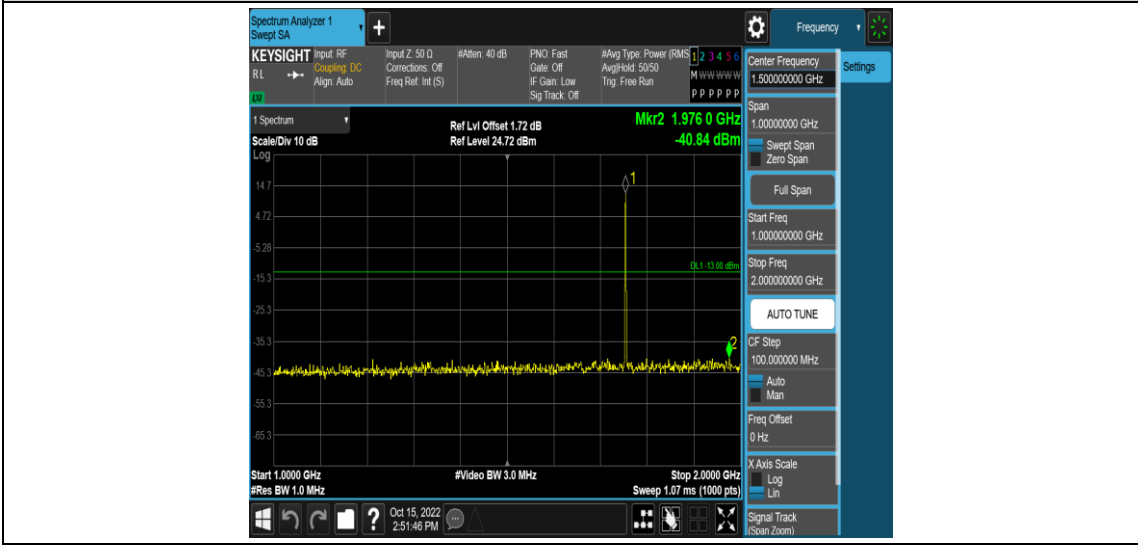 Spectrum Analyzer 1
Swept SA
Frequency
KEYSIGHT
RL
LM
Input: RF
Coupling: DC
Align: Auto
Input Z: 50 Ω
Corrections: Off
Freq Ref: Int (S)
#Atten: 40 dB
PNO: Fast
Gate: Off
IF Gain: Low
Sig Track: Off
#Avg Type: Power (RMS
Avg|Hold: 50/50
Trig: Free Run
1 2 3 4 5 6
M W W W W W
P P P P P P
1 Spectrum
Scale/Div 10 dB
Log
Ref Lvl Offset 1.72 dB
Ref Level 24.72 dBm
Mkr2 1.976 0 GHz
-40.84 dBm
1
14.7
4.72
-5.28
DL1 -13.00 dBm
-15.3
-25.3
-35.3
2
-45.3
-55.3
-65.3
Start 1.0000 GHz
#Video BW 3.0 MHz
Stop 2.0000 GHz
#Res BW 1.0 MHz
Sweep 1.07 ms (1000 pts)
?
Oct 15, 2022
2:51:46 PM
Center Frequency
1.500000000 GHz
Settings
Span
1.00000000 GHz
Swept Span
Zero Span
Full Span
Start Freq
1.000000000 GHz
Stop Freq
2.000000000 GHz
AUTO TUNE
CF Step
100.000000 MHz
Auto
Man
Freq Offset
0 Hz
X Axis Scale
Log
Lin
Signal Track
(Span Zoom)